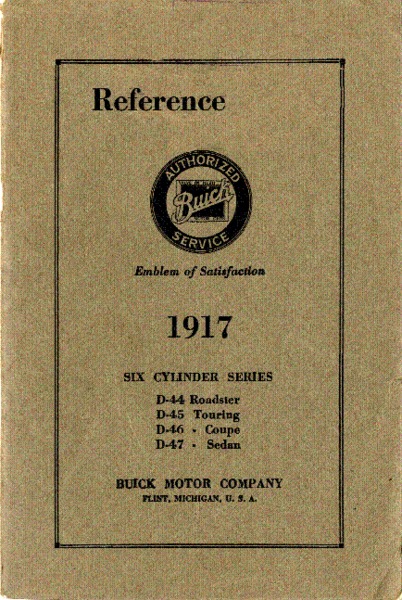 Reference
AUTHORIZED
Buick
SERVICE
Emblem of Satisfaction
1917
SIX CYLINDER SERIES
D-44 Roadster
D-45 Touring
D-46 - Coupe
D-47 - Sedan
BUICK MOTOR COMPANY
FLINT, MICHIGAN, U. S. A.